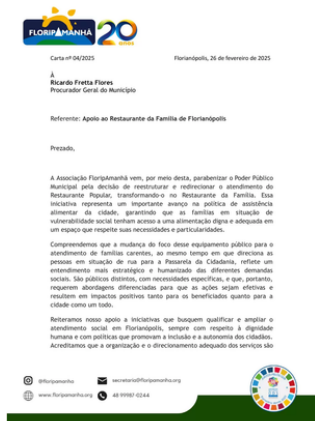 FLORIPAMANHÃ 20 anos
Carta nº 04/2025 Florianópolis, 26 de fevereiro de 2025
À
Ricardo Fretta Flores
Procurador Geral do Município
Referente: Apoio ao Restaurante da Família de Florianópolis
Prezado,
A Associação FloripAmanhã vem, por meio desta, parabenizar o Poder Público
Municipal pela decisão de reestruturar e redirecionar o atendimento do
Restaurante Popular, transformando-o no Restaurante da Família. Essa
iniciativa representa um importante avanço na política de assistência
alimentar da cidade, garantindo que as famílias em situação de
vulnerabilidade social tenham acesso a uma alimentação digna e adequada em
um espaço que respeite suas necessidades e particularidades.
Compreendemos que a mudança do foco desse equipamento público para o
atendimento de famílias carentes, ao mesmo tempo em que direciona as
pessoas em situação de rua para a Passarela da Cidadania, reflete um
entendimento mais estratégico e humanizado das diferentes demandas
sociais. São públicos distintos, com necessidades específicas, e que, portanto,
requerem abordagens diferenciadas para que as ações sejam efetivas e
resultem em impactos positivos tanto para os beneficiados quanto para a
cidade como um todo.
Reiteramos nosso apoio a iniciativas que busquem qualificar e ampliar o
atendimento social em Florianópolis, sempre com respeito à dignidade
humana e com políticas que promovam a inclusão e a autonomia dos cidadãos.
Acreditamos que a organização e o direcionamento adequado dos serviços são
@floripamanha secretaria@floripamanha.org
www.floripamanha.org 48 99987-0244